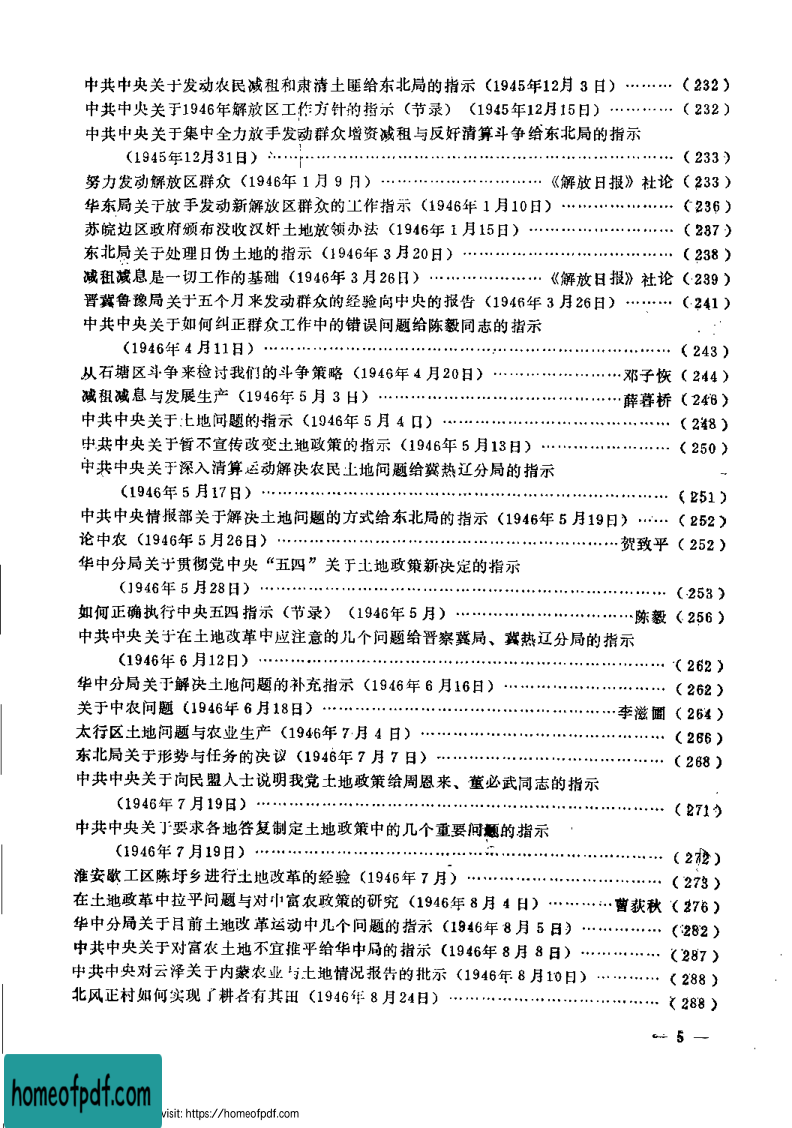 中共中央关于发动农民减租和肃清土匪给东北局的指示（1945年12月3日）………（232）
中共中央关于1946年解放区工作方针的指示（节录）（1945年12月15日）…………（232）
中共中央关于集中全力放手发动群众增资减租与反奸清算斗争给东北局的指示
（1945年12月31日）……………………………………………………………………（233）
努力发动解放区群众（1946年1月9日）…………………………《解放日报》社论（233）
华东局关于放手发动新解放区群众的工作指示（1946年1月10日）…………………（236）
苏皖边区政府颁布没收汉奸土地放领办法（1946年1月15日）………………………（237）
东北局关于处理日伪土地的指示（1946年3月20日）…………………………………（238）
减租减息是一切工作的基础（1946年3月26日）…………………《解放日报》社论（239）
晋冀鲁豫局关于五个月来发动群众的经验向中央的报告（1946年3月26日）………（241）
中共中央关于如何纠正群众工作中的错误问题给陈毅同志的指示
（1946年4月11日）……………………………………………………………………（243）
从石塘区斗争来检讨我们的斗争策略（1946年4月20日）……………………邓子恢（244）
减租减息与发展生产（1946年5月3日）………………………………………薛暮桥（246）
中共中央关于土地问题的指示（1946年5月4日）……………………………………（248）
中共中央关于暂不宣传改变土地政策的指示（1946年5月13日）……………………（250）
中共中央关于深入清算运动解决农民土地问题给冀热辽分局的指示
（1946年5月17日）……………………………………………………………………（251）
中共中央情报部关于解决土地问题的方式给东北局的指示（1946年5月19日）……（252）
论中农（1946年5月26日）………………………………………………………贺致平（252）
华中分局关于贯彻党中央“五四”关于土地政策新决定的指示
（1946年5月28日）……………………………………………………………………（253）
如何正确执行中央五四指示（节录）（1946年5月）……………………………陈毅（256）
中共中央关于在土地改革中应注意的几个问题给晋察冀局、冀热辽分局的指示
（1946年6月12日）……………………………………………………………………（262）
华中分局关于解决土地问题的补充指示（1946年6月16日）…………………………（262）
关于中农问题（1946年6月18日）………………………………………………李滋圃（264）
太行区土地问题与农业生产（1946年7月4日）………………………………………（266）
东北局关于形势与任务的决议（1946年7月7日）……………………………………（268）
中共中央关于向民盟人士说明我党土地政策给周恩来、董必武同志的指示
（1946年7月19日）……………………………………………………………………（271）
中共中央关于要求各地答复制定土地政策中的几个重要问题的指示
（1946年7月19日）……………………………………………………………………（272）
淮安歇工区陈圩乡进行土地改革的经验（1946年7月）………………………………（273）
在土地改革中拉平问题与对中富农政策的研究（1946年8月4日）…………曹荻秋（276）
华中分局关于目前土地改革运动中几个问题的指示（1946年8月5日）……………（282）
中共中央关于对富农土地不宜推平给华中局的指示（1946年8月8日）……………（287）
中共中央对云泽关于内蒙农业与土地情况报告的批示（1946年8月10日）…………（288）
北风正村如何实现了耕者有其田（1946年8月24日）…………………………………（288）
— 5 —
homeofpdf.com
visit: https://homeofpdf.com